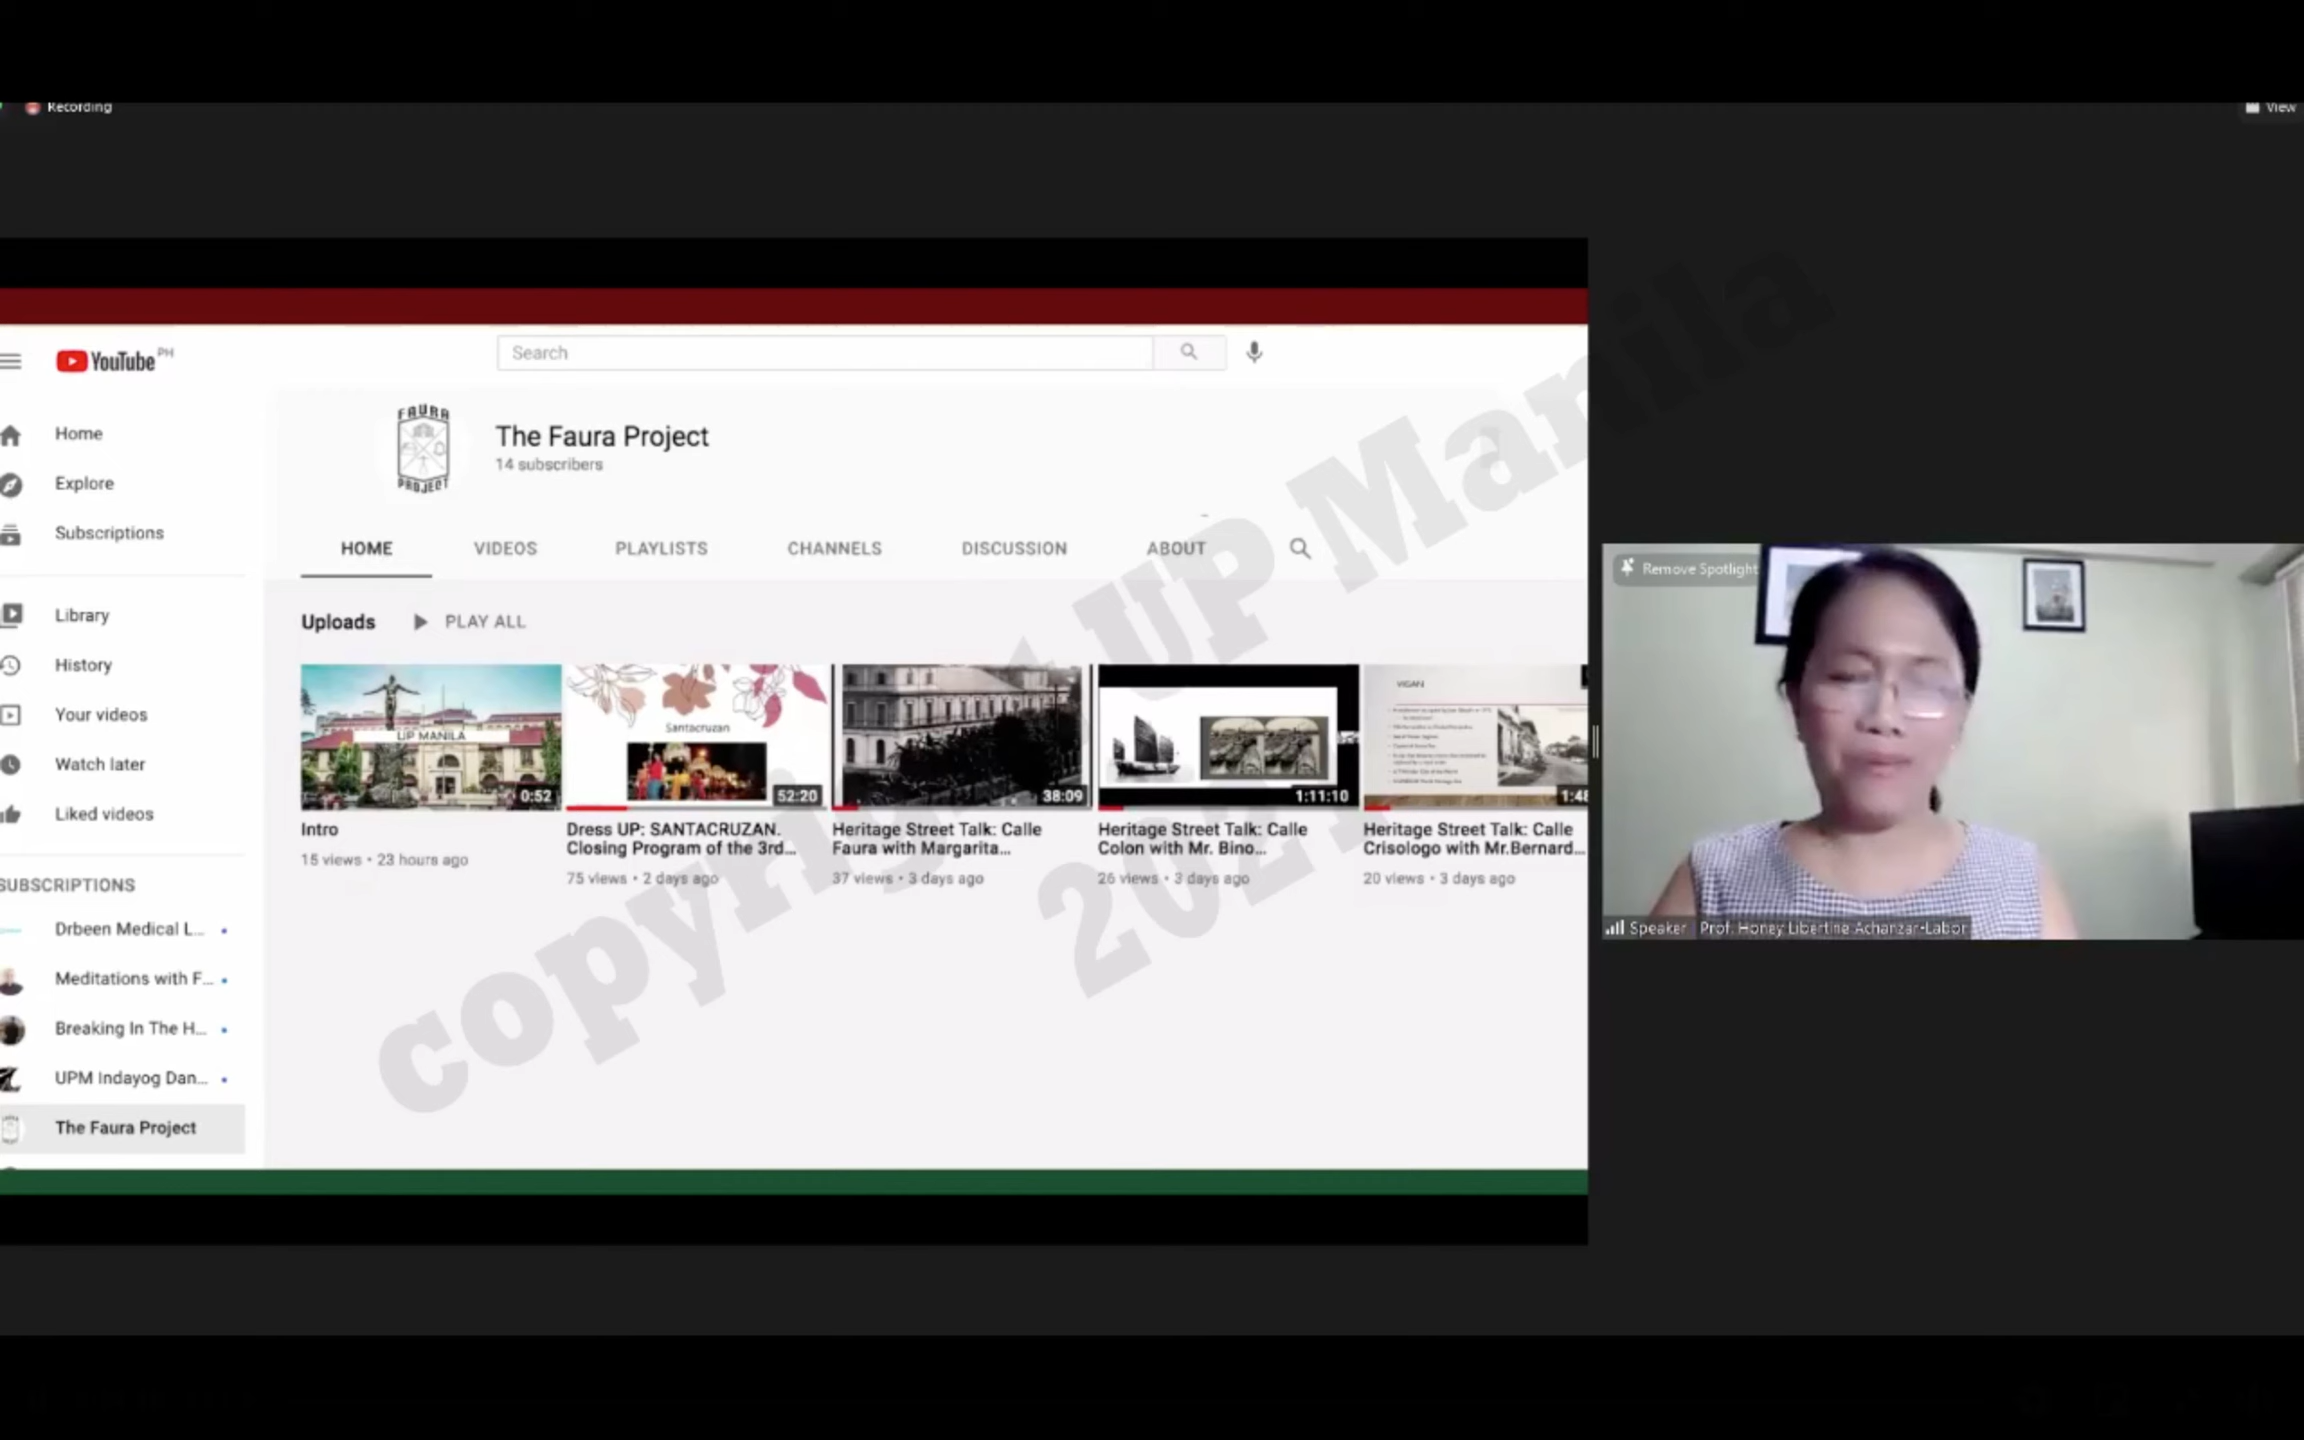 Recording
View
YouTube PH
Search
Home
Explore
Subscriptions
Library
History
Your videos
Watch later
Liked videos
SUBSCRIPTIONS
Drbeen Medical L...
Meditations with F...
Breaking In The H...
UPM Indayog Dan...
The Faura Project
FAURA
PROJECT
The Faura Project
14 subscribers
HOME
VIDEOS
PLAYLISTS
CHANNELS
DISCUSSION
ABOUT
Uploads
PLAY ALL
UP MANILA
0:52
Intro
15 views • 23 hours ago
Santacruzan
52:20
Dress UP: SANTACRUZAN.
Closing Program of the 3rd...
75 views • 2 days ago
38:09
Heritage Street Talk: Calle
Faura with Margarita...
37 views • 3 days ago
1:11:10
Heritage Street Talk: Calle
Colon with Mr. Bino...
26 views • 3 days ago
VIGAN
1:48
Heritage Street Talk: Calle
Crisologo with Mr.Bernard...
20 views • 3 days ago
copyright UP Manila
2021
Remove Spotlight
Speaker Prof. Honey Libertine Achanzar-Labor